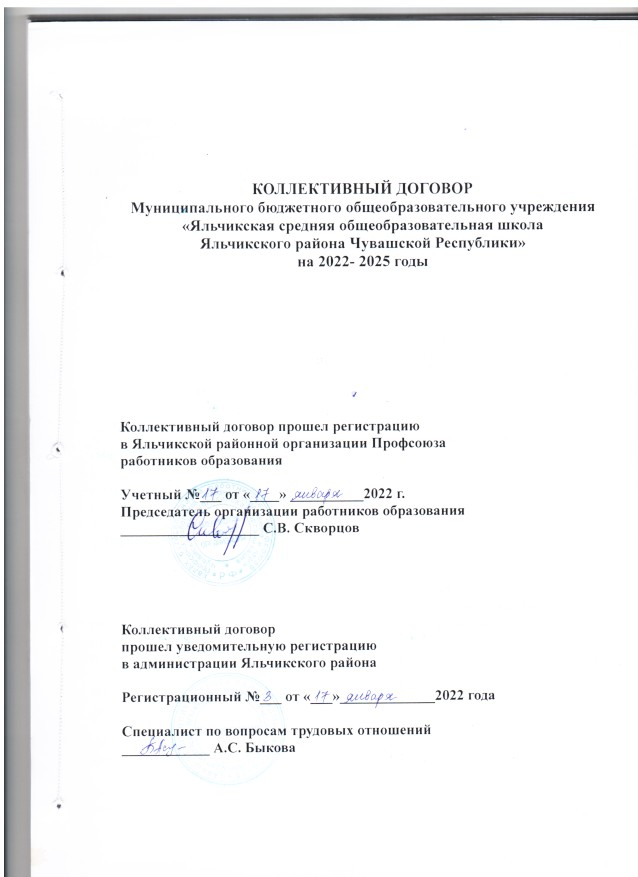 КОЛЛЕКТИВНЫЙ ДОГОВОР
Муниципального бюджетного общеобразовательного учреждения
«Яльчикская средняя общеобразовательная школа
Яльчикского района Чувашской Республики»
на 2022- 2025 годы
Коллективный договор прошел регистрацию
в Яльчикской районной организации Профсоюза
работников образования
Учетный №17 от «17» января 2022 г.
Председатель организации работников образования
С.В. Скворцов
Коллективный договор
прошел уведомительную регистрацию
в администрации Яльчикского района
Регистрационный №3 от «17» января 2022 года
Специалист по вопросам трудовых отношений
А.С. Быкова